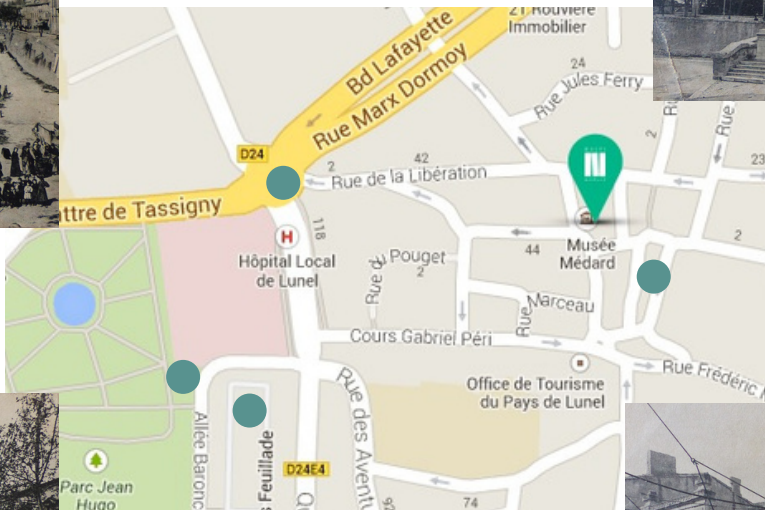 21 Rouvière
Immobilier
Bd Lafayette
Rue Marx Dormoy
24
Rue Jules Ferry
D24
2
42
Rue de la Libération
2
Rue
23
ttre de Tassigny
118
H
Hôpital Local
de Lunel
Pouget
2
44
Musée
Médard
2
Rue Marceau
Cours Gabriel Péri
Rue Frédéric
Office de Tourisme
du Pays de Lunel
Rue des Avent
Allée Baronc
s Feuillade
D24E4
Parc Jean
Hugo
74